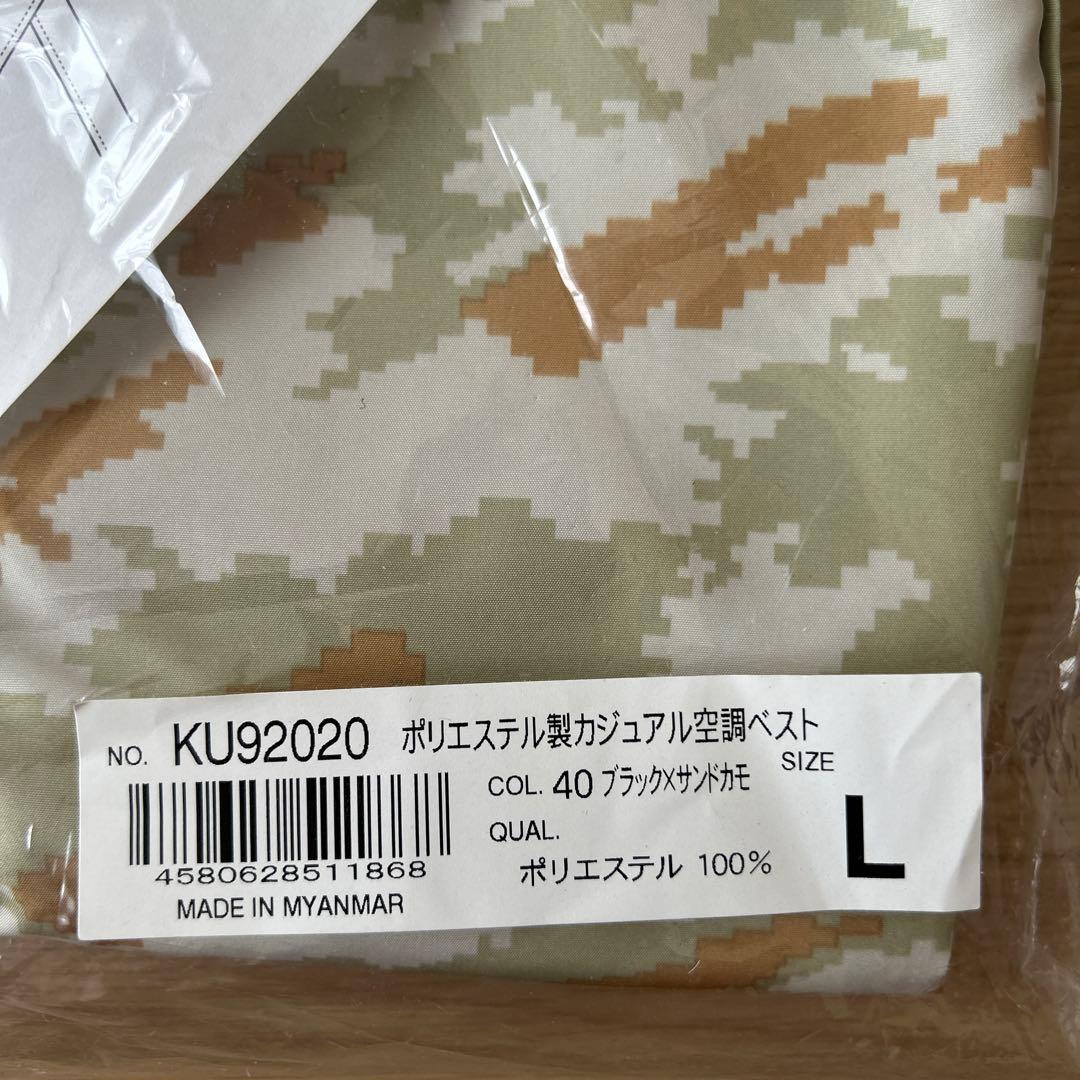 NO. KU92020 ポリエステル製カジュアル空調ベスト
COL. 40 ブラック×サンドカモ
SIZE
L
QUAL.
ポリエステル 100%
4580628511868
MADE IN MYANMAR